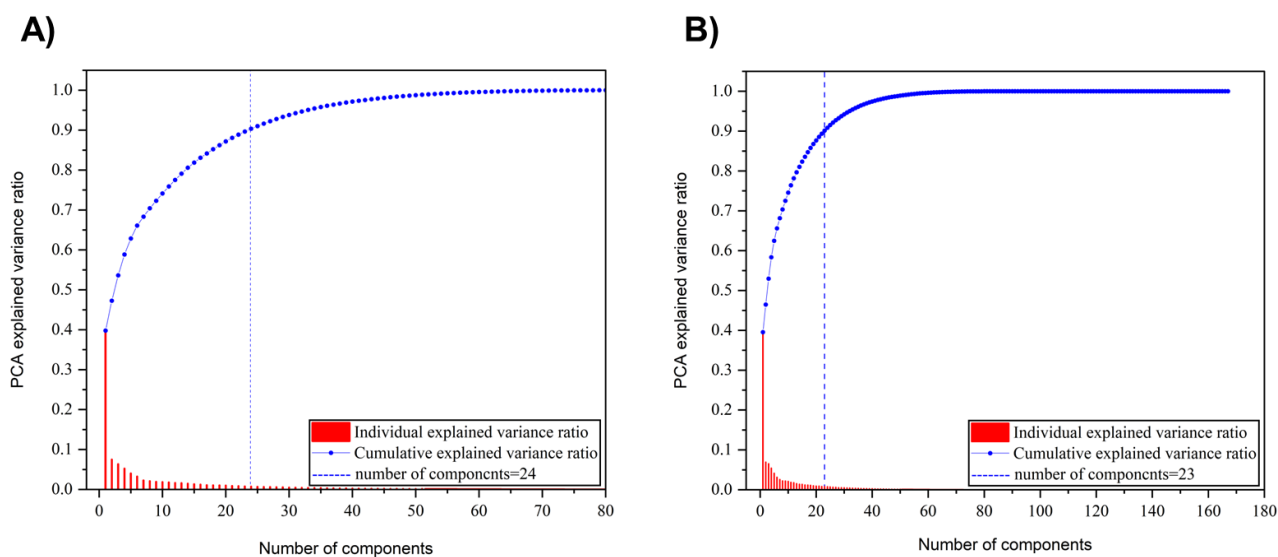 A)
1.0
0.9
0.8
0.7
0.6
0.5
0.4
0.3
0.2
0.1
0.0
PCA explained variance ratio
Individual explained variance ratio
Cumulative explained variance ratio
number of components=24
0 10 20 30 40 50 60 70 80
Number of components
B)
1.0
0.9
0.8
0.7
0.6
0.5
0.4
0.3
0.2
0.1
0.0
PCA explained variance ratio
Individual explained variance ratio
Cumulative explained variance ratio
number of components=23
0 20 40 60 80 100 120 140 160 180
Number of components